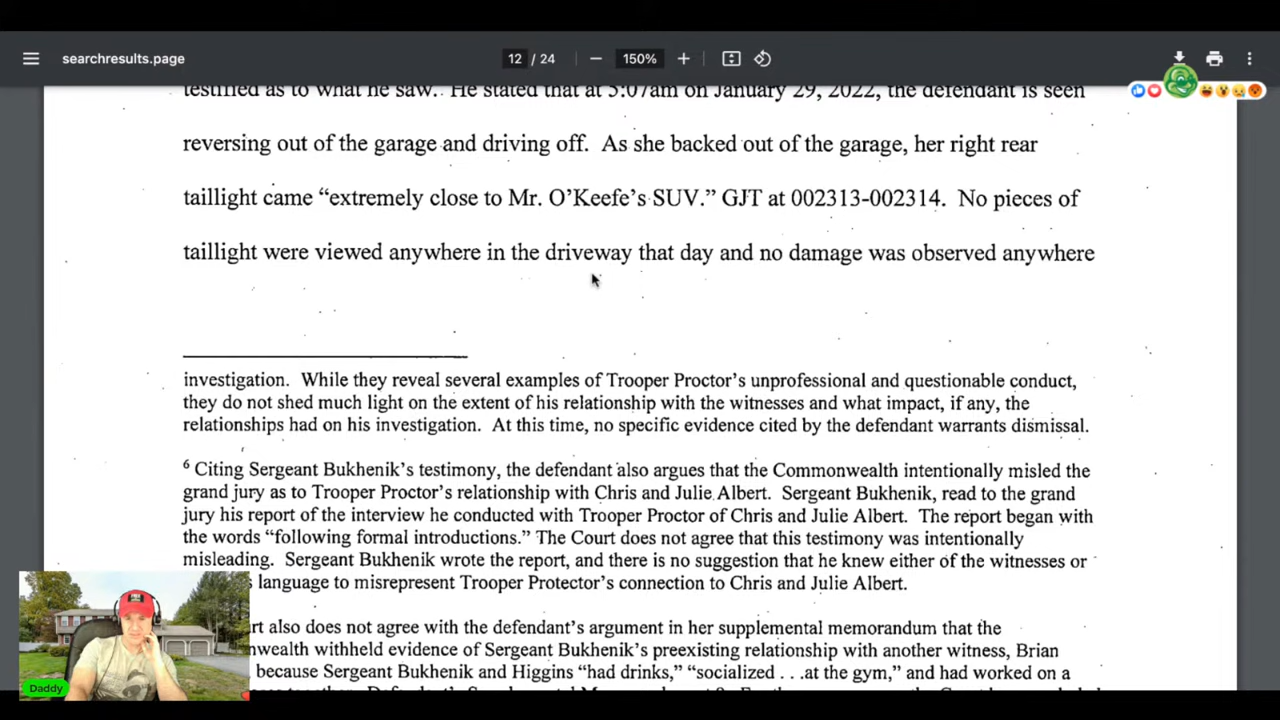 searchresults.page
12 / 24
150%
testified as to what he saw. He stated that at 5:07am on January 29, 2022, the defendant is seen
reversing out of the garage and driving off. As she backed out of the garage, her right rear
taillight came “extremely close to Mr. O’Keefe’s SUV.” GJT at 002313-002314. No pieces of
taillight were viewed anywhere in the driveway that day and no damage was observed anywhere
investigation. While they reveal several examples of Trooper Proctor’s unprofessional and questionable conduct,
they do not shed much light on the extent of his relationship with the witnesses and what impact, if any, the
relationships had on his investigation. At this time, no specific evidence cited by the defendant warrants dismissal.
6 Citing Sergeant Bukhenik’s testimony, the defendant also argues that the Commonwealth intentionally misled the
grand jury as to Trooper Proctor’s relationship with Chris and Julie Albert. Sergeant Bukhenik, read to the grand
jury his report of the interview he conducted with Trooper Proctor of Chris and Julie Albert. The report began with
the words “following formal introductions.” The Court does not agree that this testimony was intentionally
misleading. Sergeant Bukhenik wrote the report, and there is no suggestion that he knew either of the witnesses or
language to misrepresent Trooper Protector’s connection to Chris and Julie Albert.
rt also does not agree with the defendant’s argument in her supplemental memorandum that the
wealth withheld evidence of Sergeant Bukhenik’s preexisting relationship with another witness, Brian
because Sergeant Bukhenik and Higgins “had drinks,” “socialized . . .at the gym,” and had worked on a
Daddy